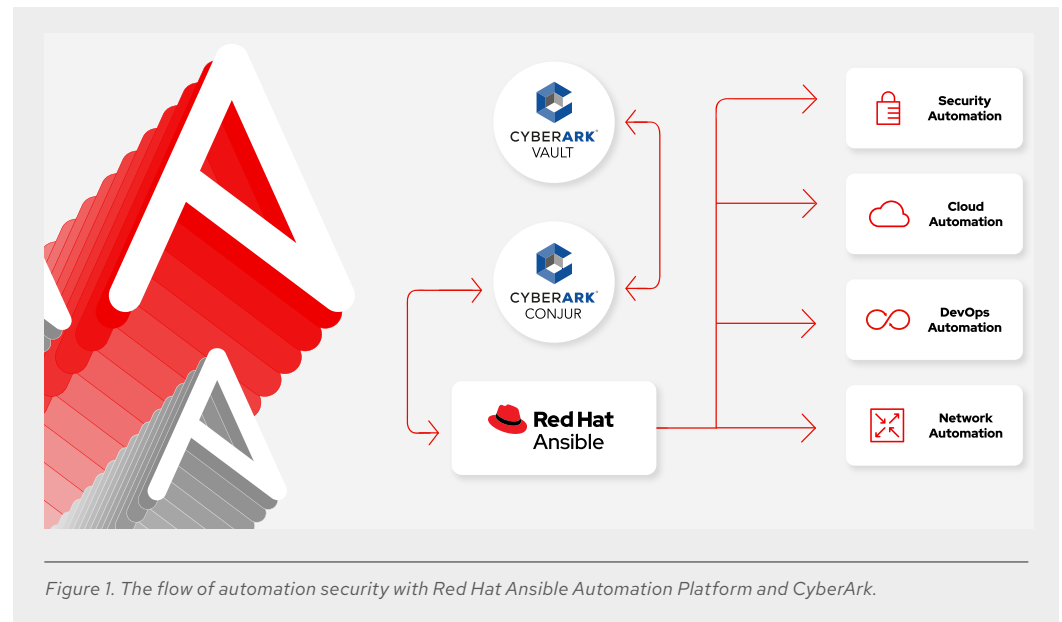 CYBERARK®
VAULT
CYBERARK®
CONJUR
Red Hat
Ansible
Security
Automation
Cloud
Automation
DevOps
Automation
Network
Automation
Figure 1. The flow of automation security with Red Hat Ansible Automation Platform and CyberArk.